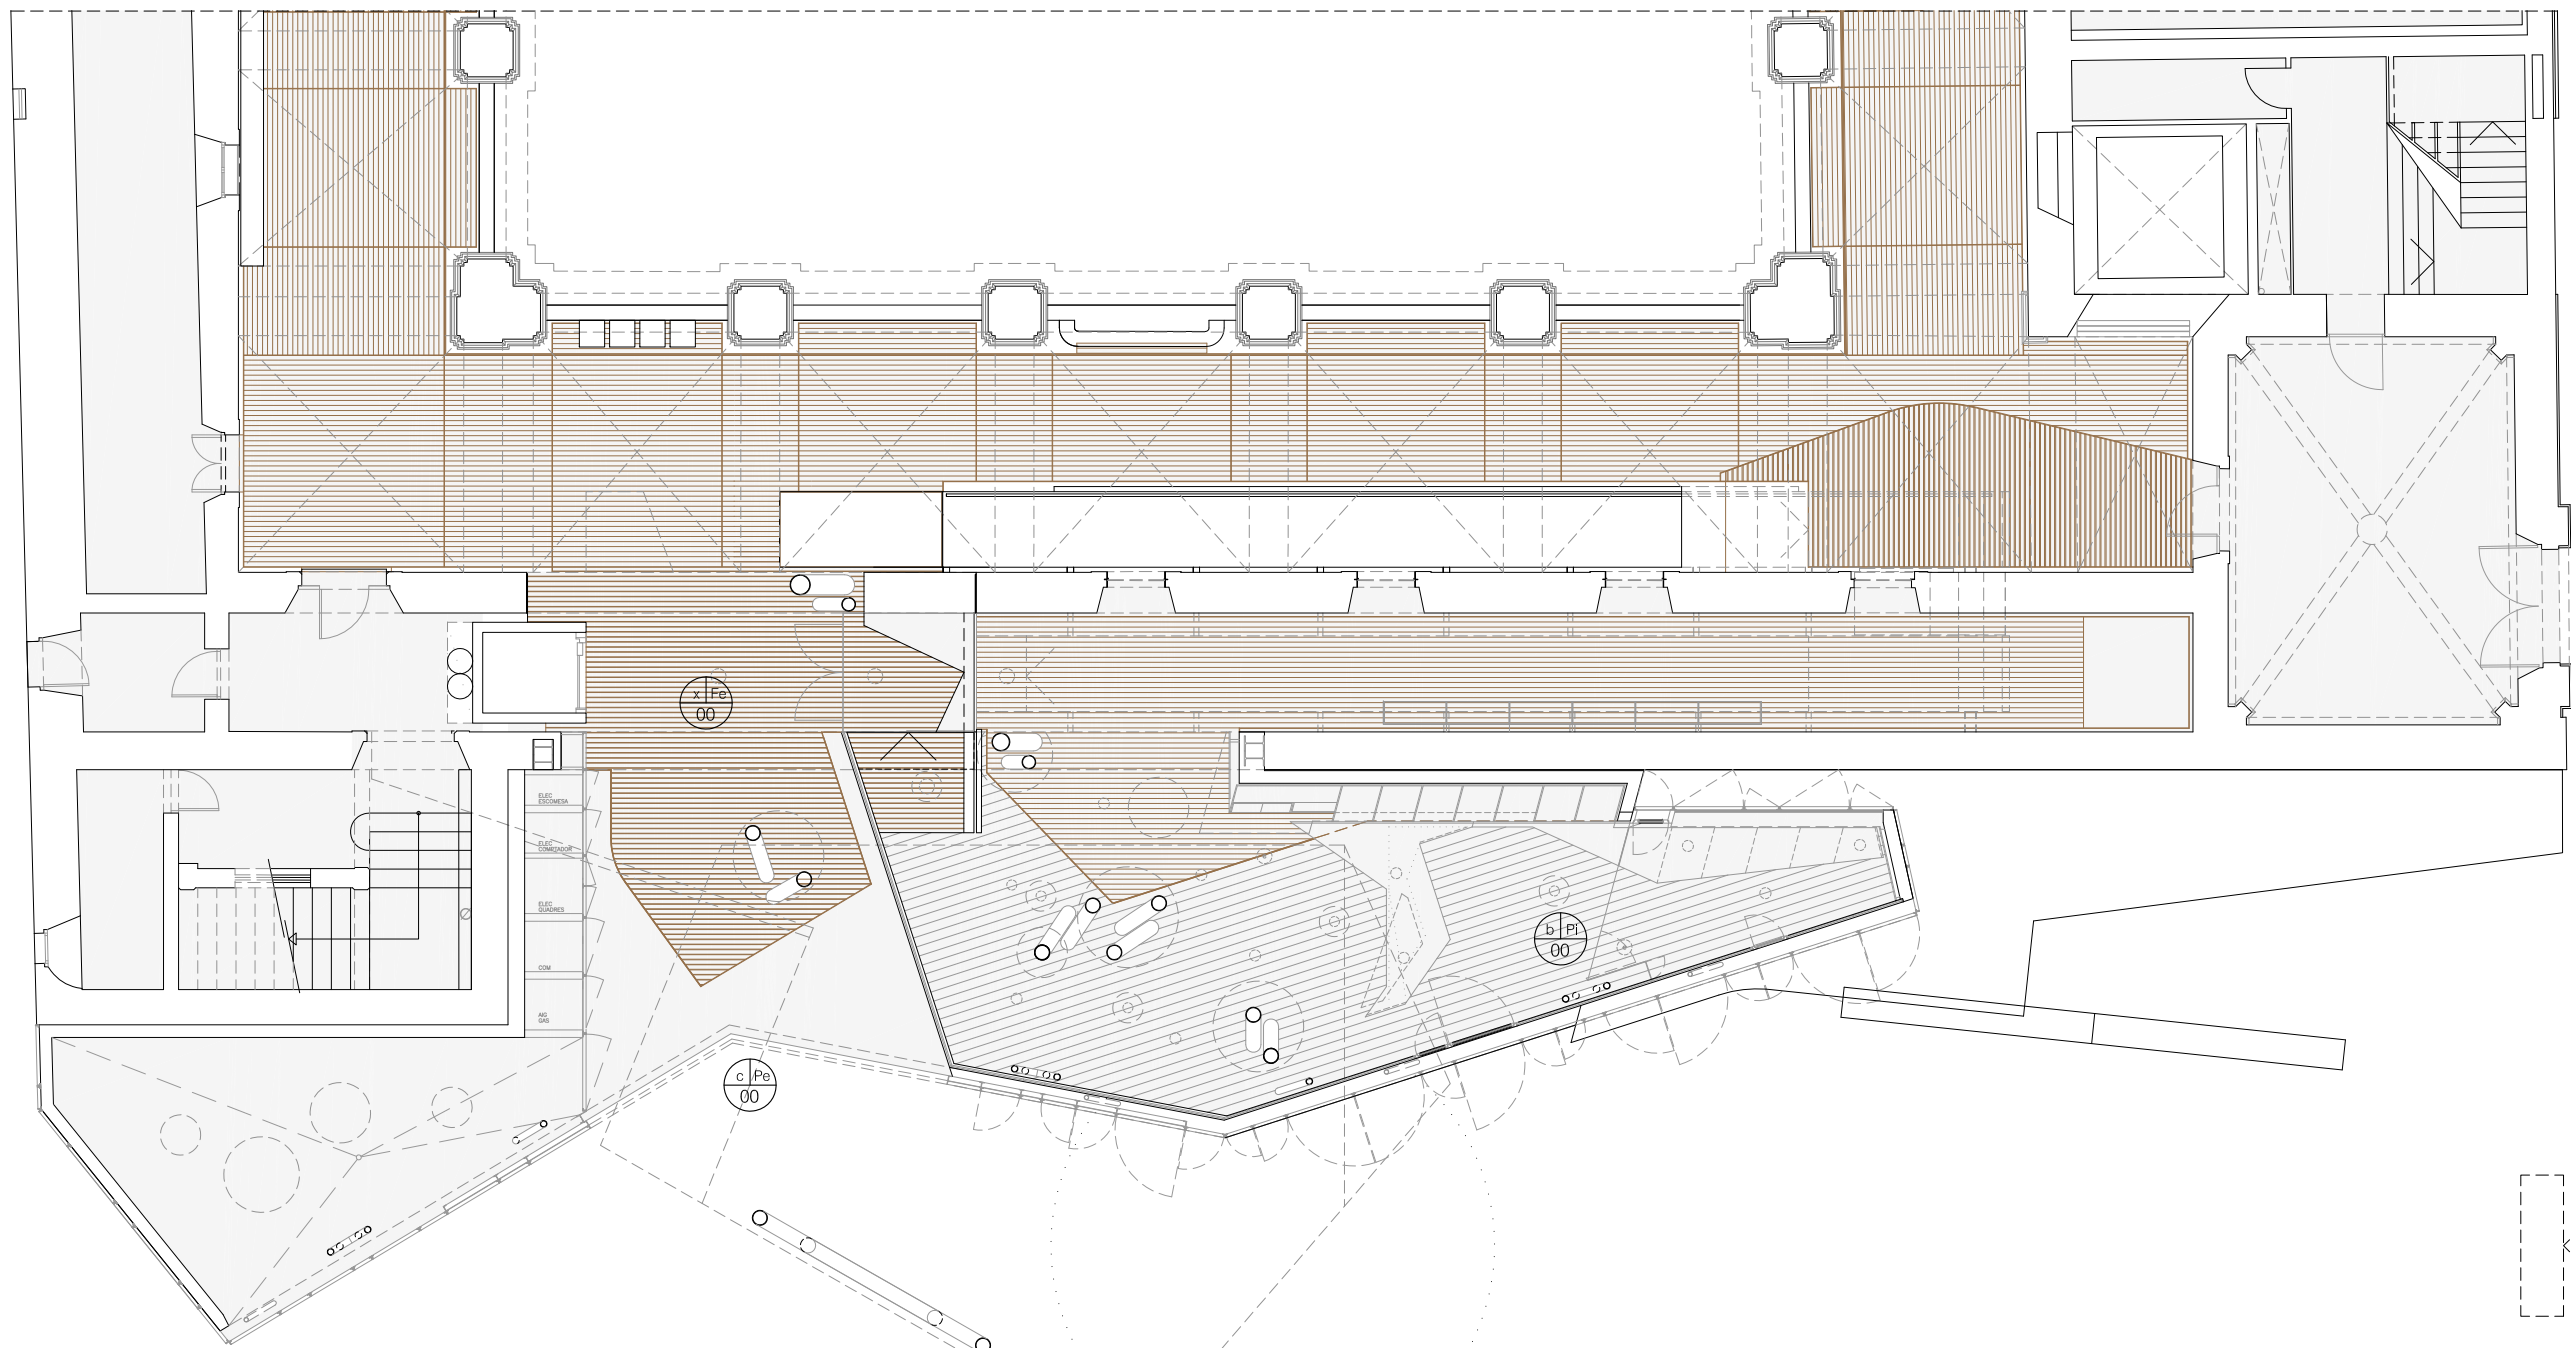 x Fe
00
ELEC
ESCOMESA
ELEC
COMPTADOR
ELEC
QUADRES
COM
AIG
GAS
b Pi
00
c Pe
00